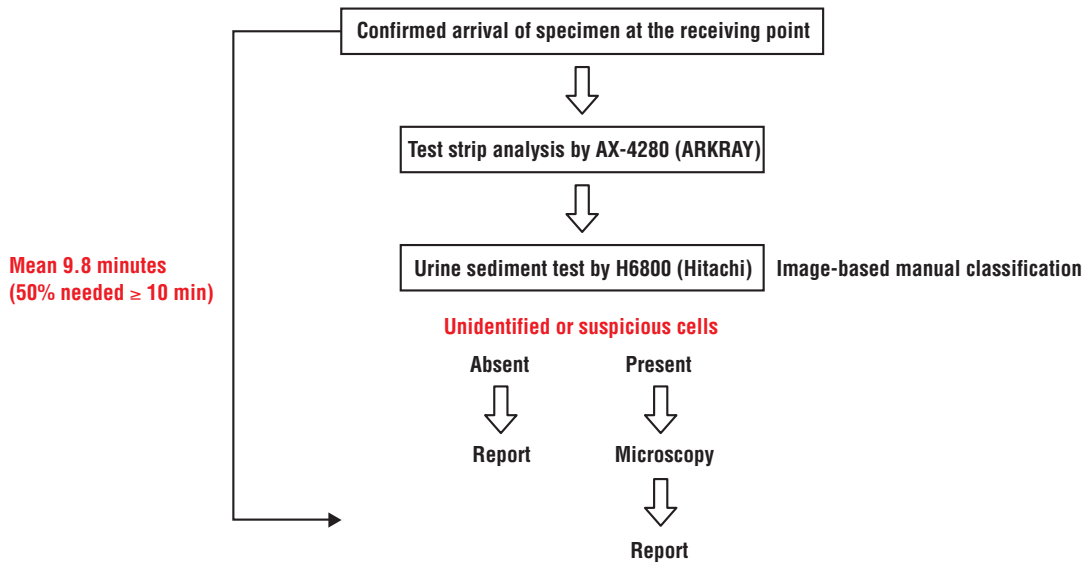 Confirmed arrival of specimen at the receiving point
Test strip analysis by AX-4280 (ARKRAY)
Mean 9.8 minutes
(50% needed ≥ 10 min)
Urine sediment test by H6800 (Hitachi)
Image-based manual classification
Unidentified or suspicious cells
Absent
Present
Report
Microscopy
Report